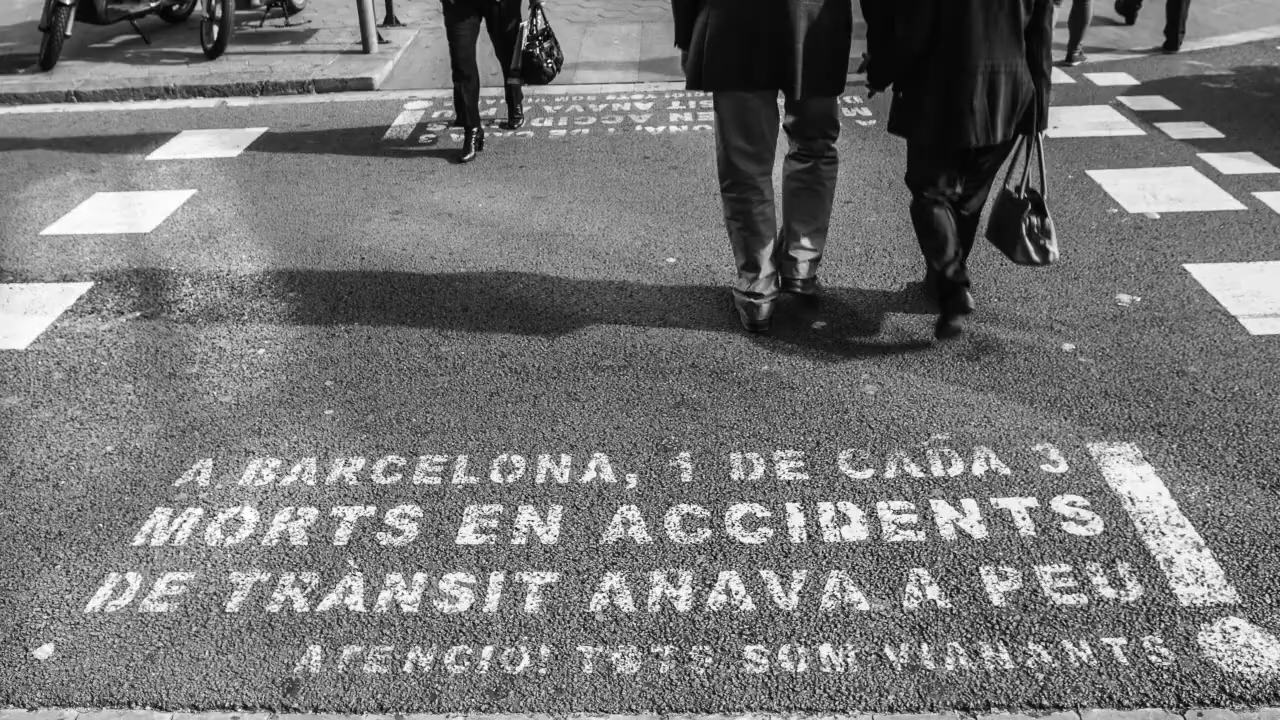 A BARCELONA, 1 DE CADA 3
MORTS EN ACCIDENTS
DE TRÀNSIT ANAVA A PEU
ATENCIÓ! TOTS SOM VIANANTS